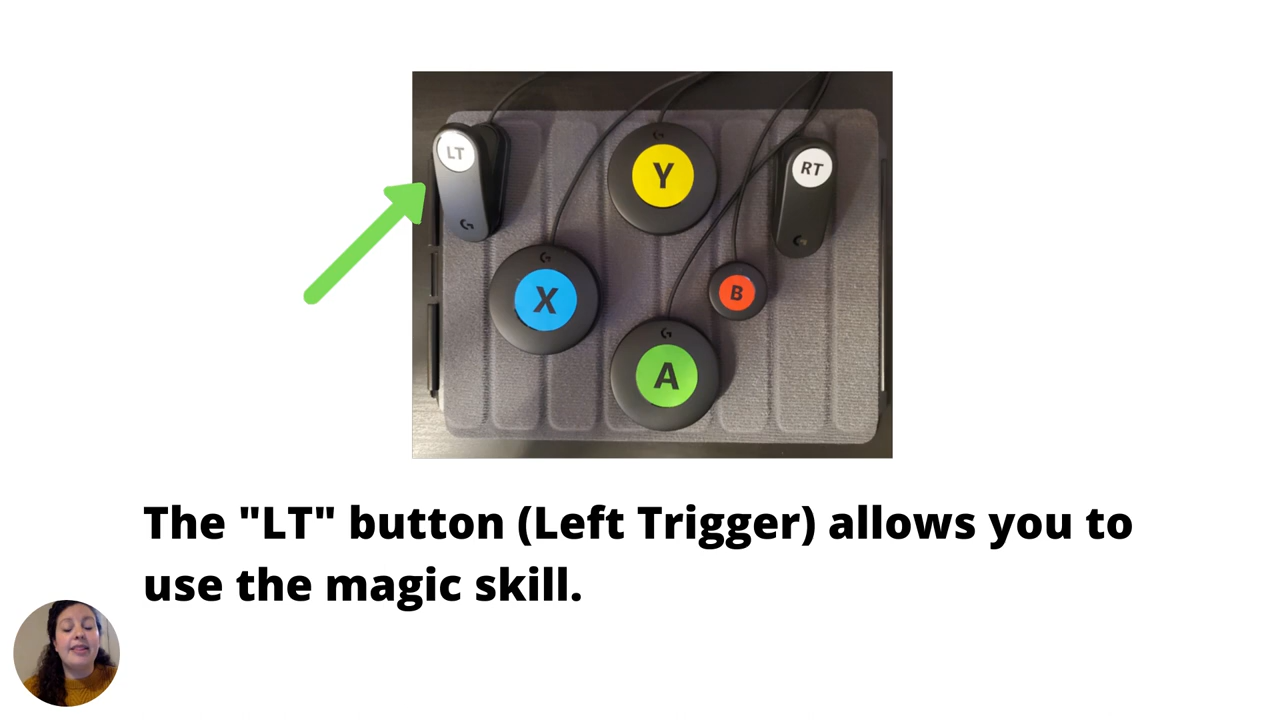 LT
Y
RT
X
B
A
The "LT" button (Left Trigger) allows you to
use the magic skill.